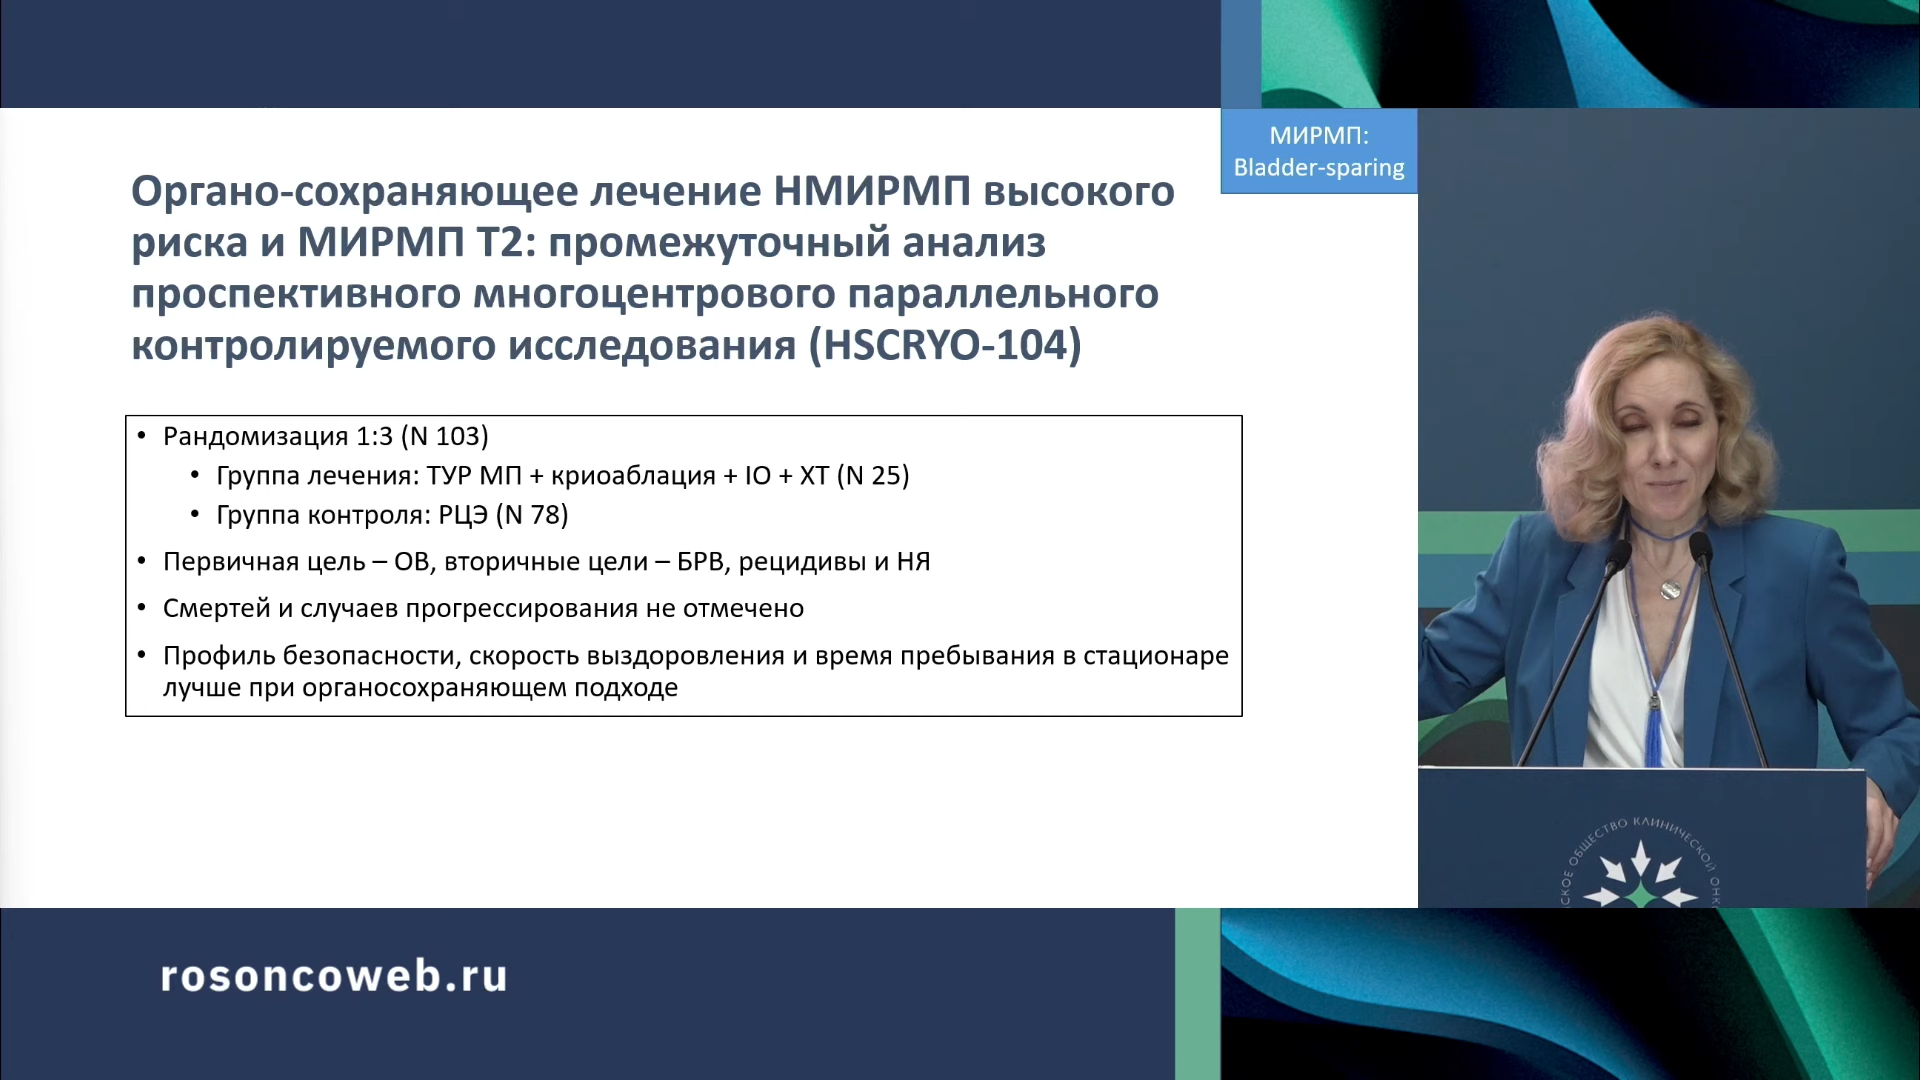 МИРМП:
Bladder-sparing
Органо-сохраняющее лечение НМИРМП высокого
риска и МИРМП Т2: промежуточный анализ
проспективного многоцентрового параллельного
контролируемого исследования (HSCRYO-104)
• Рандомизация 1:3 (N 103)
• Группа лечения: ТУР МП + криоаблация + IO + ХТ (N 25)
• Группа контроля: РЦЭ (N 78)
• Первичная цель – ОВ, вторичные цели – БРВ, рецидивы и НЯ
• Смертей и случаев прогрессирования не отмечено
• Профиль безопасности, скорость выздоровления и время пребывания в стационаре
лучше при органосохраняющем подходе
ОБЩЕСТВО КЛИНИЧЕСКОЙ
rosoncoweb.ru